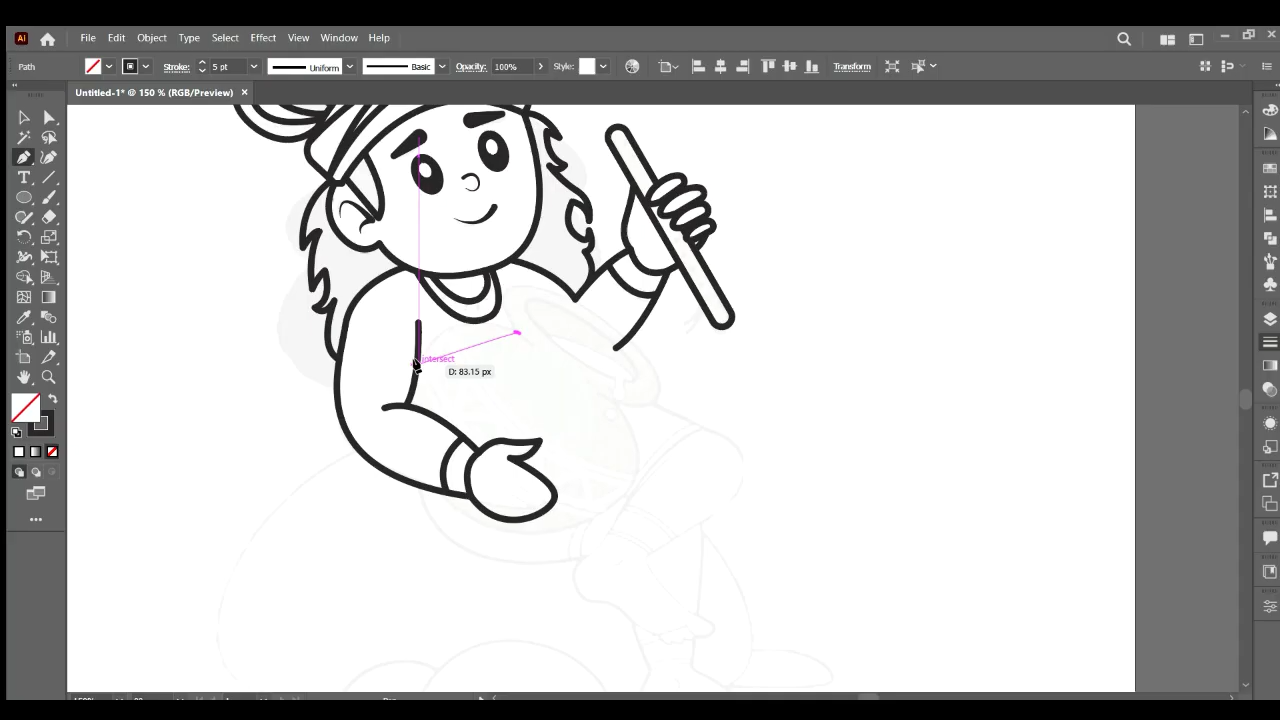 Ai File Edit Object Type Select Effect View Window Help
Path Stroke: 5 pt Uniform Basic Opacity: 100% Style: Transform
Untitled-1* @ 150 % (RGB/Preview)
intersect
D: 83.15 px